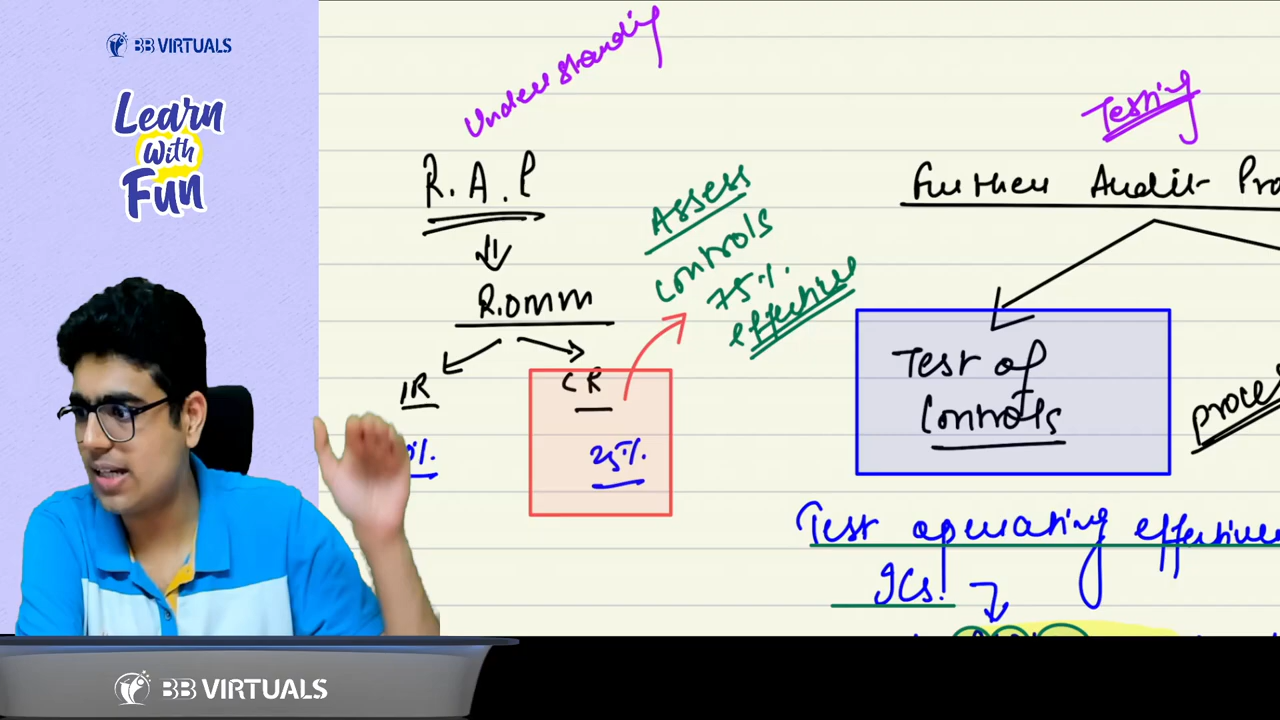 BB VIRTUALS
Learn
With
Fun
Understanding
R.A.P
R.omm
IR
CR
25%
Assess
controls
75%
effective
Testing
Further Audit Pro
Test of
Controls
proces
Test operating effective
ICs!
BB VIRTUALS